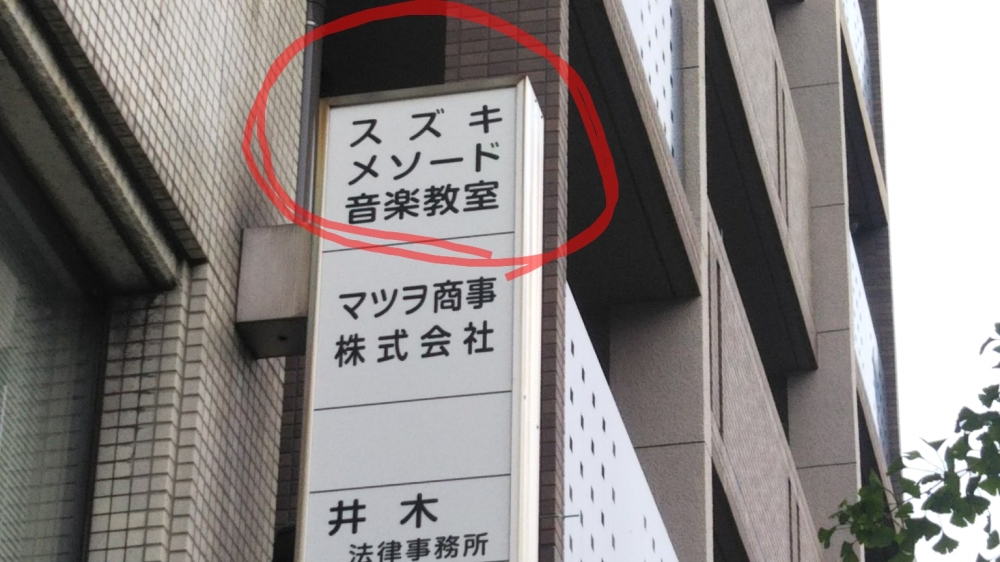 スズキ
メソード
音楽教室
マツヲ商事
株式会社
井木
法律事務所